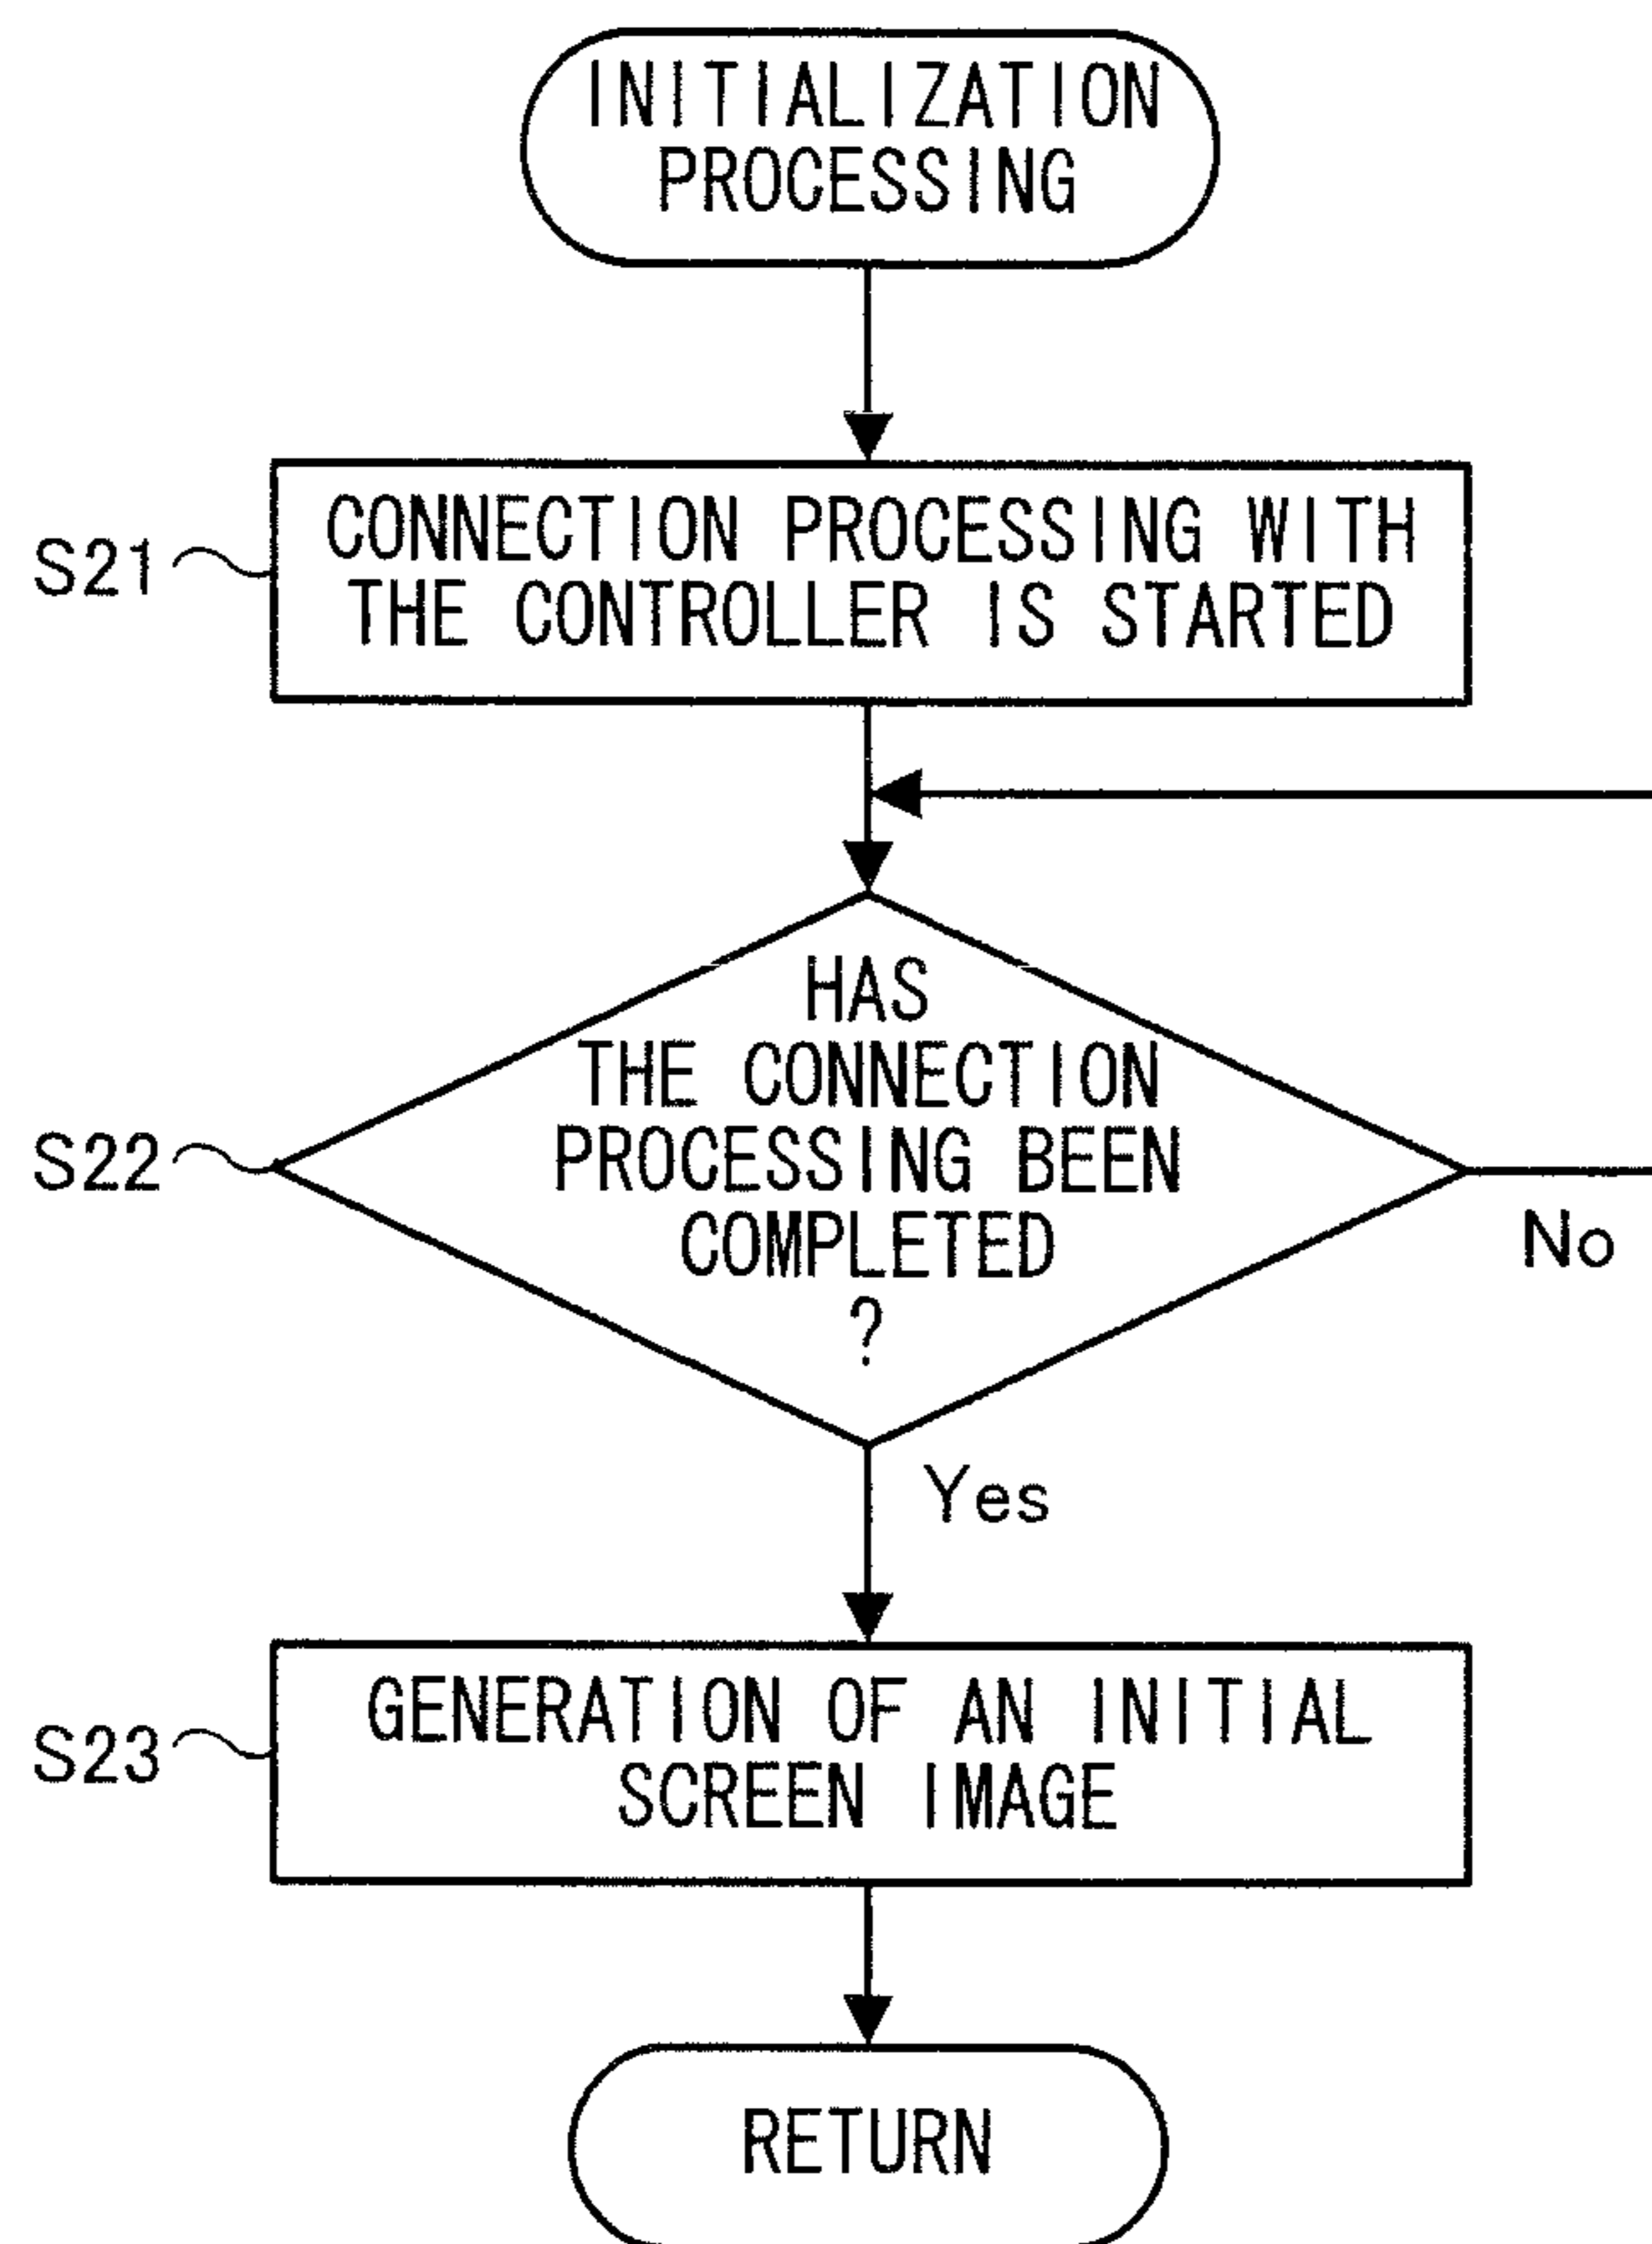 INITIALIZATION
PROCESSING
S21
CONNECTION PROCESSING WITH
THE CONTROLLER IS STARTED
HAS
THE CONNECTION
S22
PROCESSING BEEN
COMPLETED
?
No
Yes
S23
GENERATION OF AN INITIAL
SCREEN IMAGE
RETURN